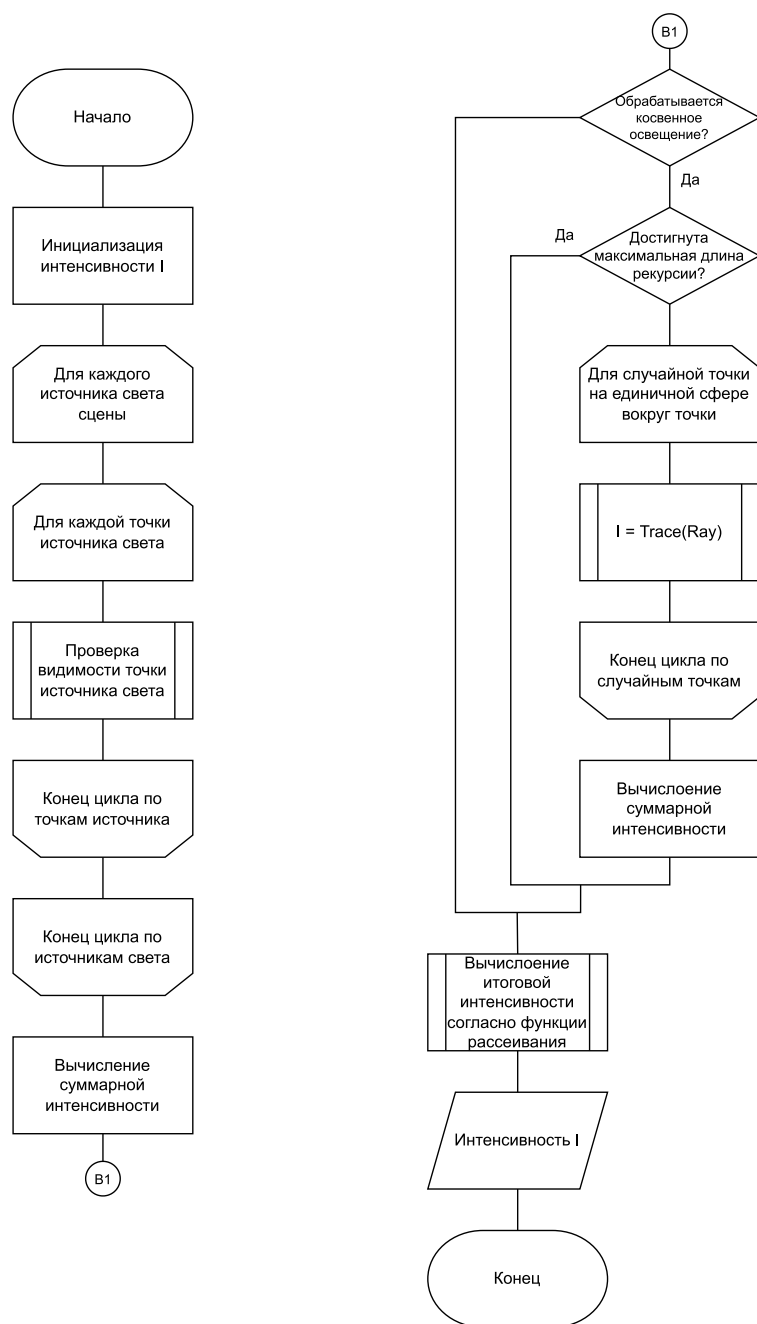 Начало
Инициализация
интенсивности I
Для каждого
источника света
сцены
Для каждой точки
источника света
Проверка
видимости точки
источника света
Конец цикла по
точкам источника
Конец цикла по
источникам света
Вычисление
суммарной
интенсивности
B1
B1
Обрабатывается
косвенное
освещение?
Да
Да
Достигнута
максимальная длина
рекурсии?
Для случайной точки
на единичной сфере
вокруг точки
I = Trace(Ray)
Конец цикла по
случайным точкам
Вычислоение
суммарной
интенсивности
Вычислоение
итоговой
интенсивности
согласно функции
рассеивания
Интенсивность I
Конец